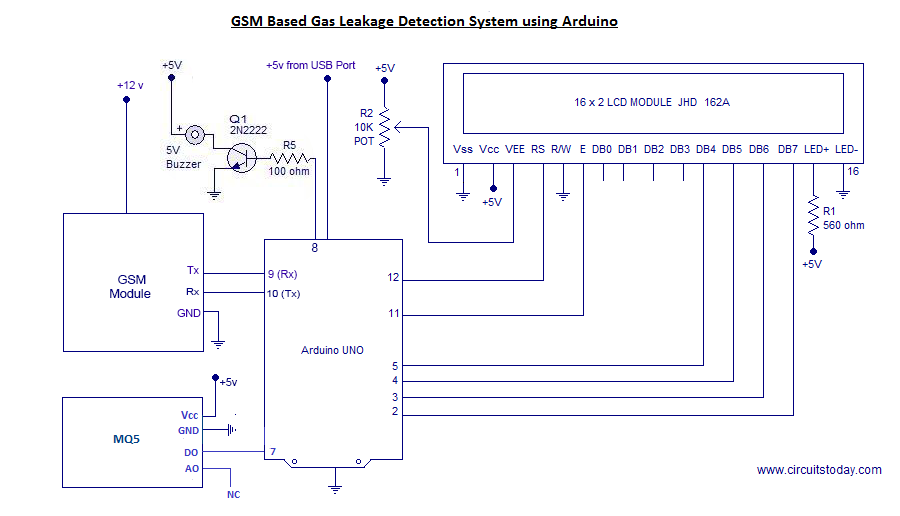 GSM Based Gas Leakage Detection System using Arduino
+5V
+5v from USB Port
+5V
+12 v
Q1
2N2222
R2
10K
POT
16 x 2 LCD MODULE JHD 162A
+
5V
Buzzer
R5
100 ohm
Vss Vcc VEE RS R/W E DB0 DB1 DB2 DB3 DB4 DB5 DB6 DB7 LED+ LED-
1
16
+5V
R1
560 ohm
+5V
8
GSM
Module
Tx
Rx
GND
9 (Rx)
10 (Tx)
12
11
Arduino UNO
5
4
3
2
+5v
MQ5
Vcc
GND
DO
AO
7
NC
www.circuitstoday.com